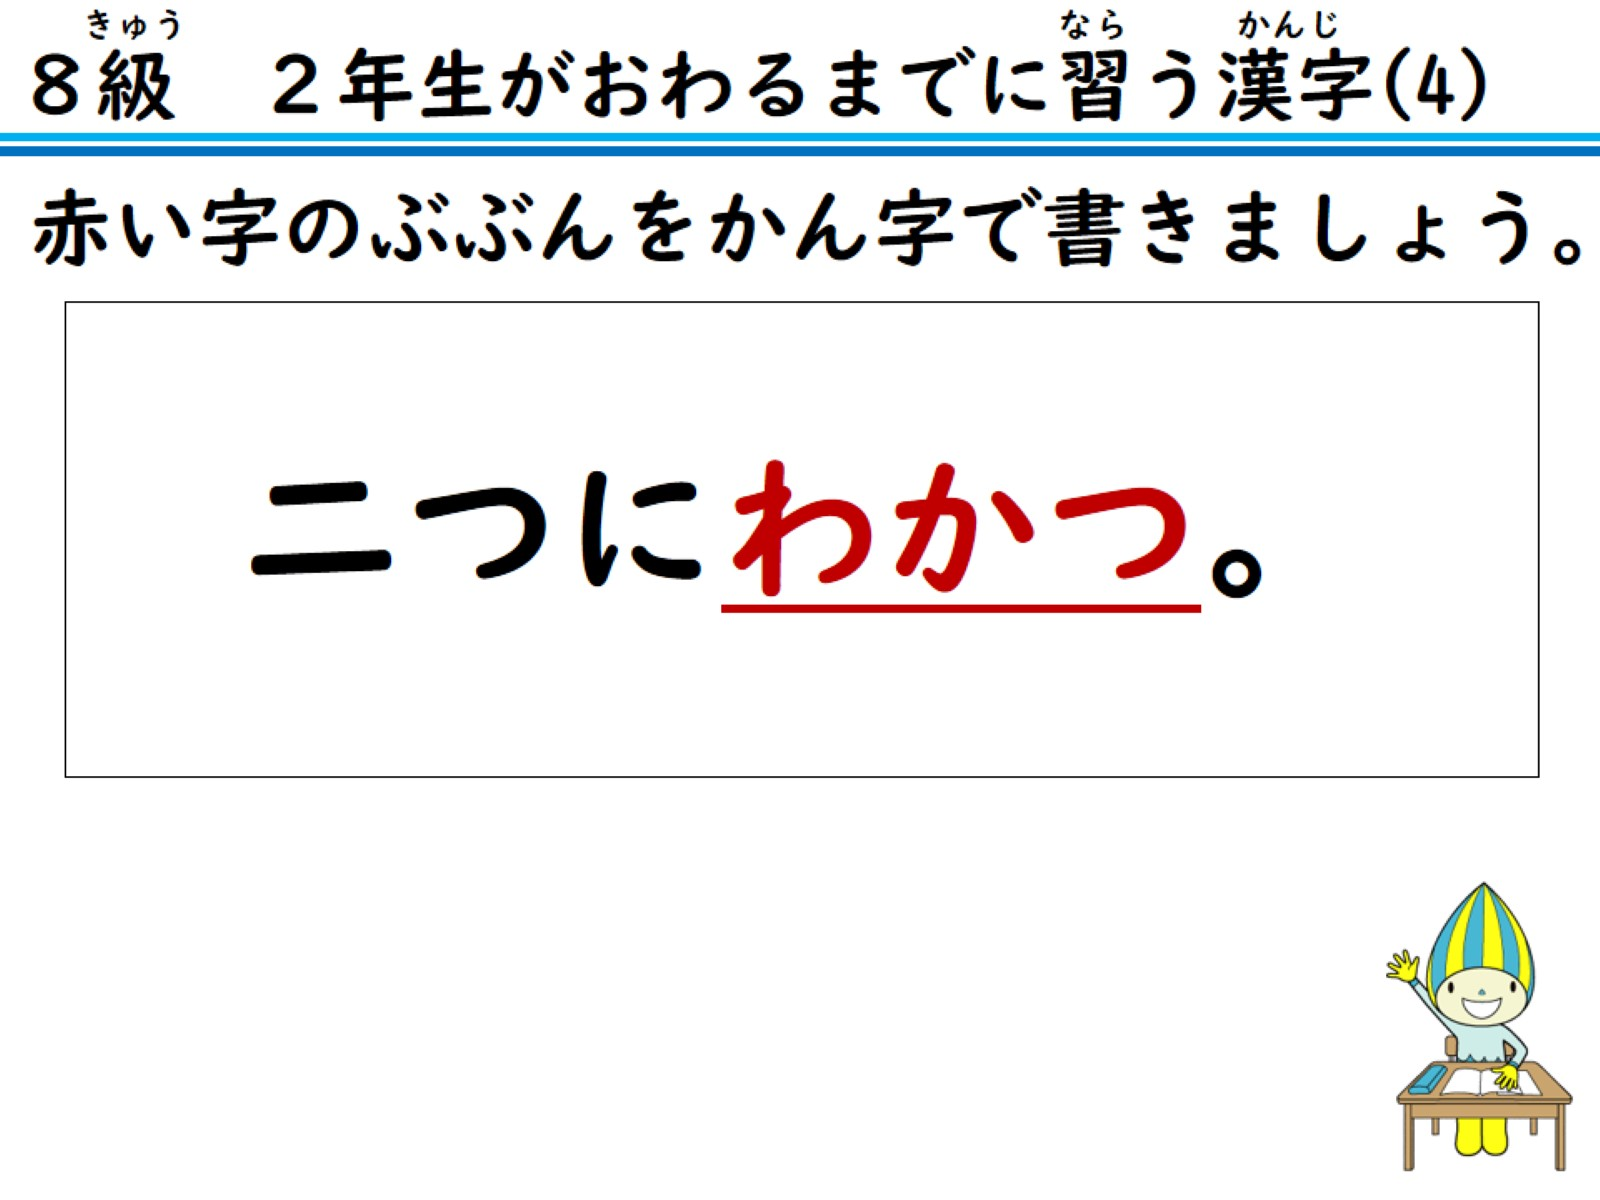 きゅう なら かんじ
８級　２年生がおわるまでに習う漢字(4)
赤い字のぶぶんをかん字で書きましょう。
二つにわかつ。